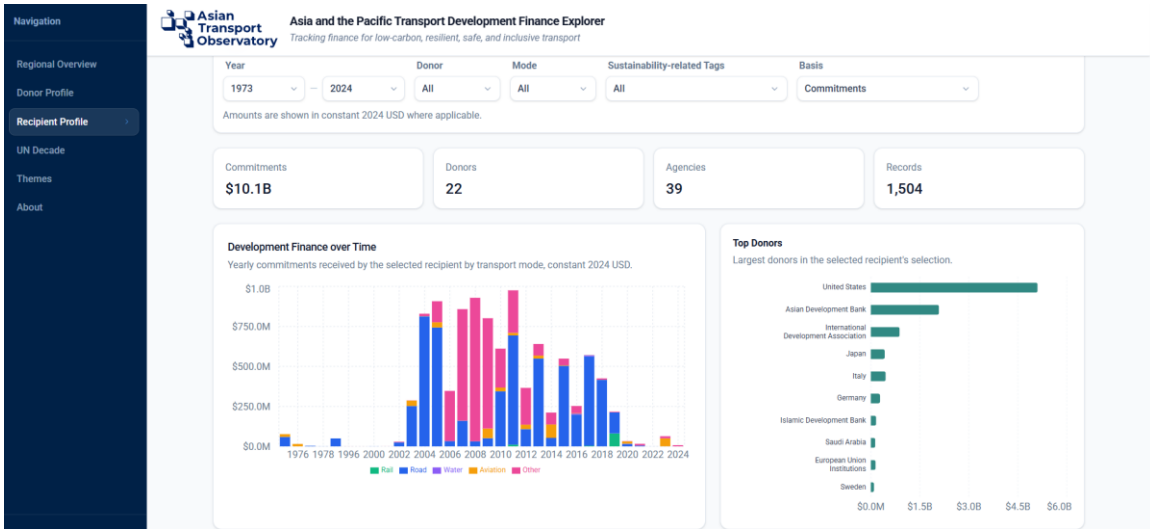 Navigation
Regional Overview
Donor Profile
Recipient Profile
UN Decade
Themes
About
Asian
Transport
Observatory
Asia and the Pacific Transport Development Finance Explorer
Tracking finance for low-carbon, resilient, safe, and inclusive transport
Year Donor Mode Sustainability-related Tags Basis
1973 – 2024 All All All Commitments
Amounts are shown in constant 2024 USD where applicable.
Commitments Donors Agencies Records
$10.1B 22 39 1,504
Development Finance over Time
Yearly commitments received by the selected recipient by transport mode, constant 2024 USD.
$1.0B
$750.0M
$500.0M
$250.0M
$0.0M
1976 1978 1996 2000 2002 2004 2006 2008 2010 2012 2014 2016 2018 2020 2022 2024
Rail Road Water Aviation Other
Top Donors
Largest donors in the selected recipient's selection.
United States
Asian Development Bank
International
Development Association
Japan
Italy
Germany
Islamic Development Bank
Saudi Arabia
European Union
Institutions
Sweden
$0.0M $1.5B $3.0B $4.5B $6.0B